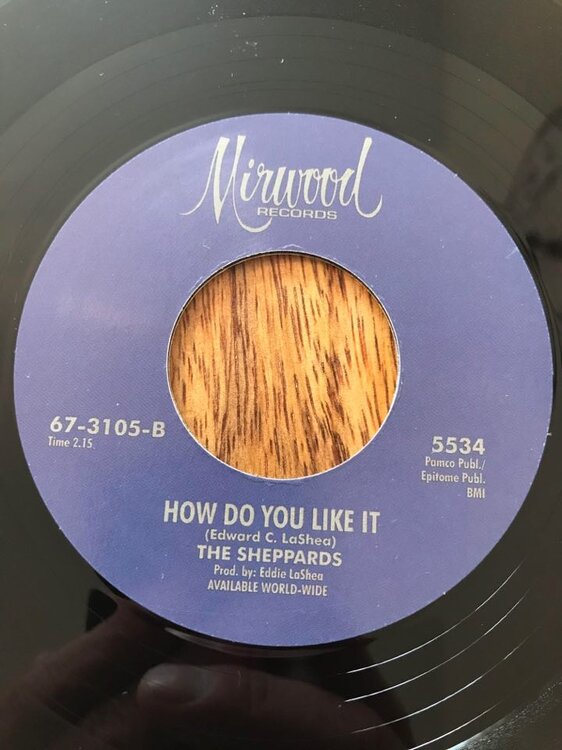 Mirwood
RECORDS
67-3105-B
Time 2.15
5534
Pamco Publ./
Epitome Publ.
BMI
HOW DO YOU LIKE IT
(Edward C. LaShea)
THE SHEPPARDS
Prod. by: Eddie LaShea
AVAILABLE WORLD-WIDE